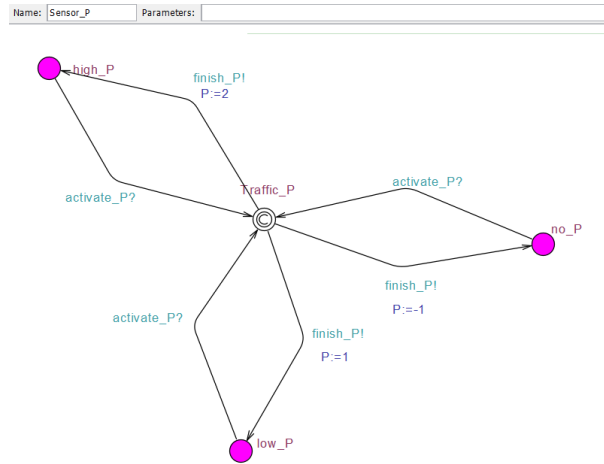 Name: Sensor_P Parameters:
high_P
finish_P!
P:=2
activate_P?
Traffic_P
activate_P?
no_P
finish_P!
P:=-1
activate_P?
finish_P!
P:=1
low_P